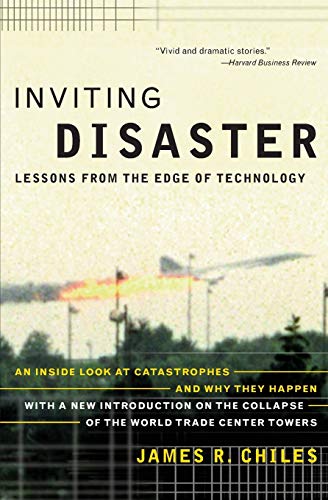 "Vivid and dramatic stories."
—Harvard Business Review
INVITING
DISASTER
LESSONS FROM THE EDGE OF TECHNOLOGY
AN INSIDE LOOK AT CATASTROPHES
AND WHY THEY HAPPEN
WITH A NEW INTRODUCTION ON THE COLLAPSE
OF THE WORLD TRADE CENTER TOWERS
JAMES R. CHILES